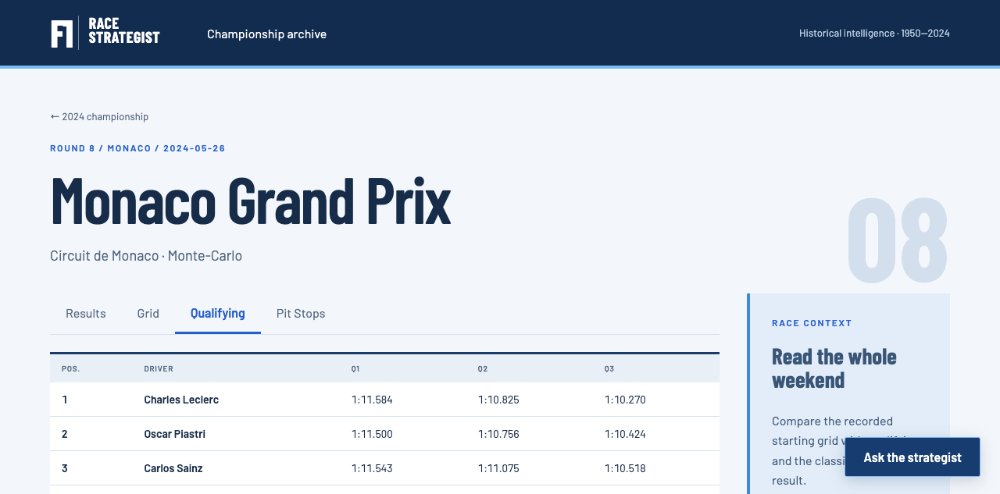 F1
RACE
STRATEGIST
Championship archive
Historical intelligence · 1950—2024
← 2024 championship
ROUND 8 / MONACO / 2024-05-26
Monaco Grand Prix
08
Circuit de Monaco · Monte-Carlo
Results Grid Qualifying Pit Stops
POS. DRIVER Q1 Q2 Q3
1 Charles Leclerc 1:11.584 1:10.825 1:10.270
2 Oscar Piastri 1:11.500 1:10.756 1:10.424
3 Carlos Sainz 1:11.543 1:11.075 1:10.518
RACE CONTEXT
Read the whole
weekend
Compare the recorded
starting grid
and the
result.
Ask the strategist